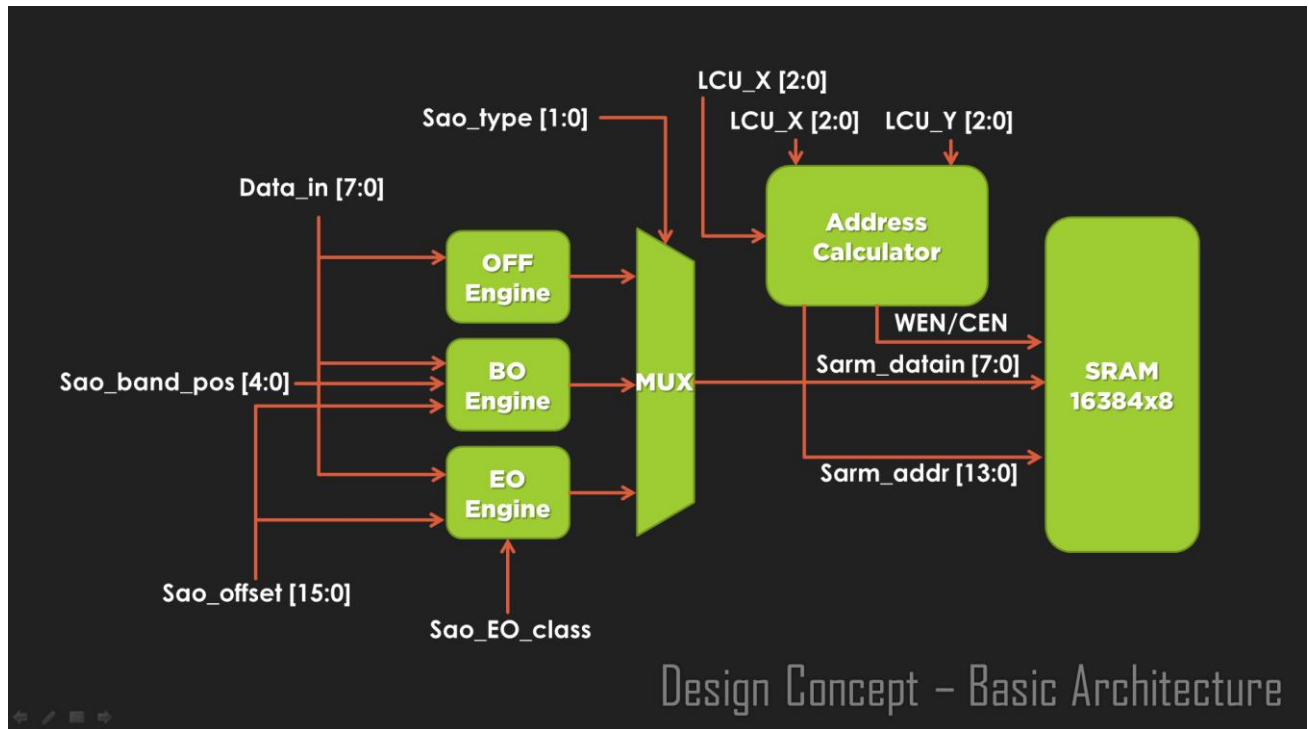 LCU_X [2:0]
Sao_type [1:0]
LCU_X [2:0]
LCU_Y [2:0]
Data_in [7:0]
OFF
Engine
Address
Calculator
WEN/CEN
Sao_band_pos [4:0]
BO
Engine
MUX
Sarm_datain [7:0]
SRAM
16384x8
EO
Engine
Sarm_addr [13:0]
Sao_offset [15:0]
Sao_EO_class
Design Concept – Basic Architecture